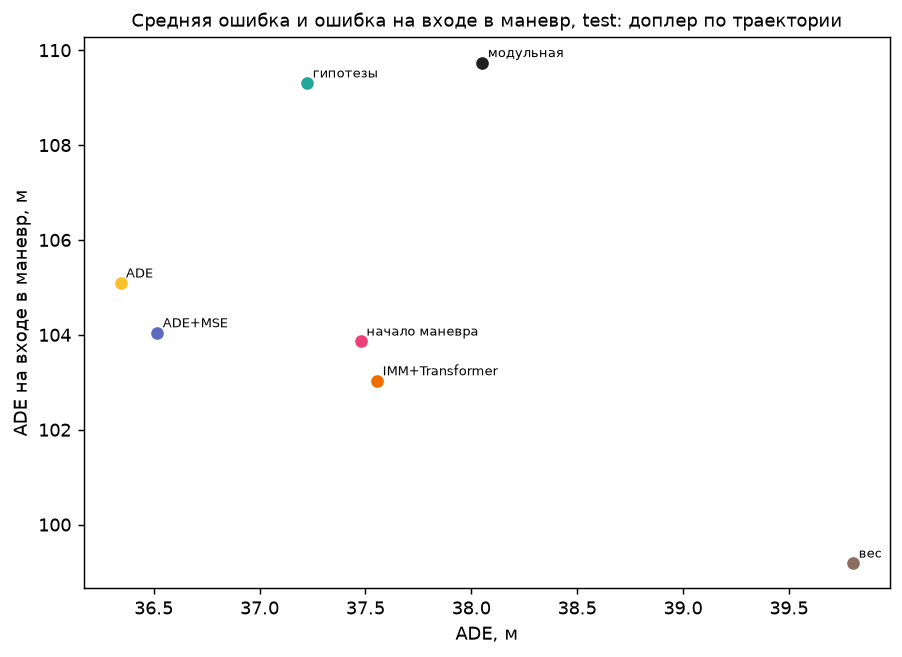 Средняя ошибка и ошибка на входе в маневр, test: доплер по траектории
110
108
106
104
102
100
ADE на входе в маневр, м
модульная
гипотезы
ADE
ADE+MSE
начало маневра
IMM+Transformer
вес
36.5
37.0
37.5
38.0
38.5
39.0
39.5
ADE, м